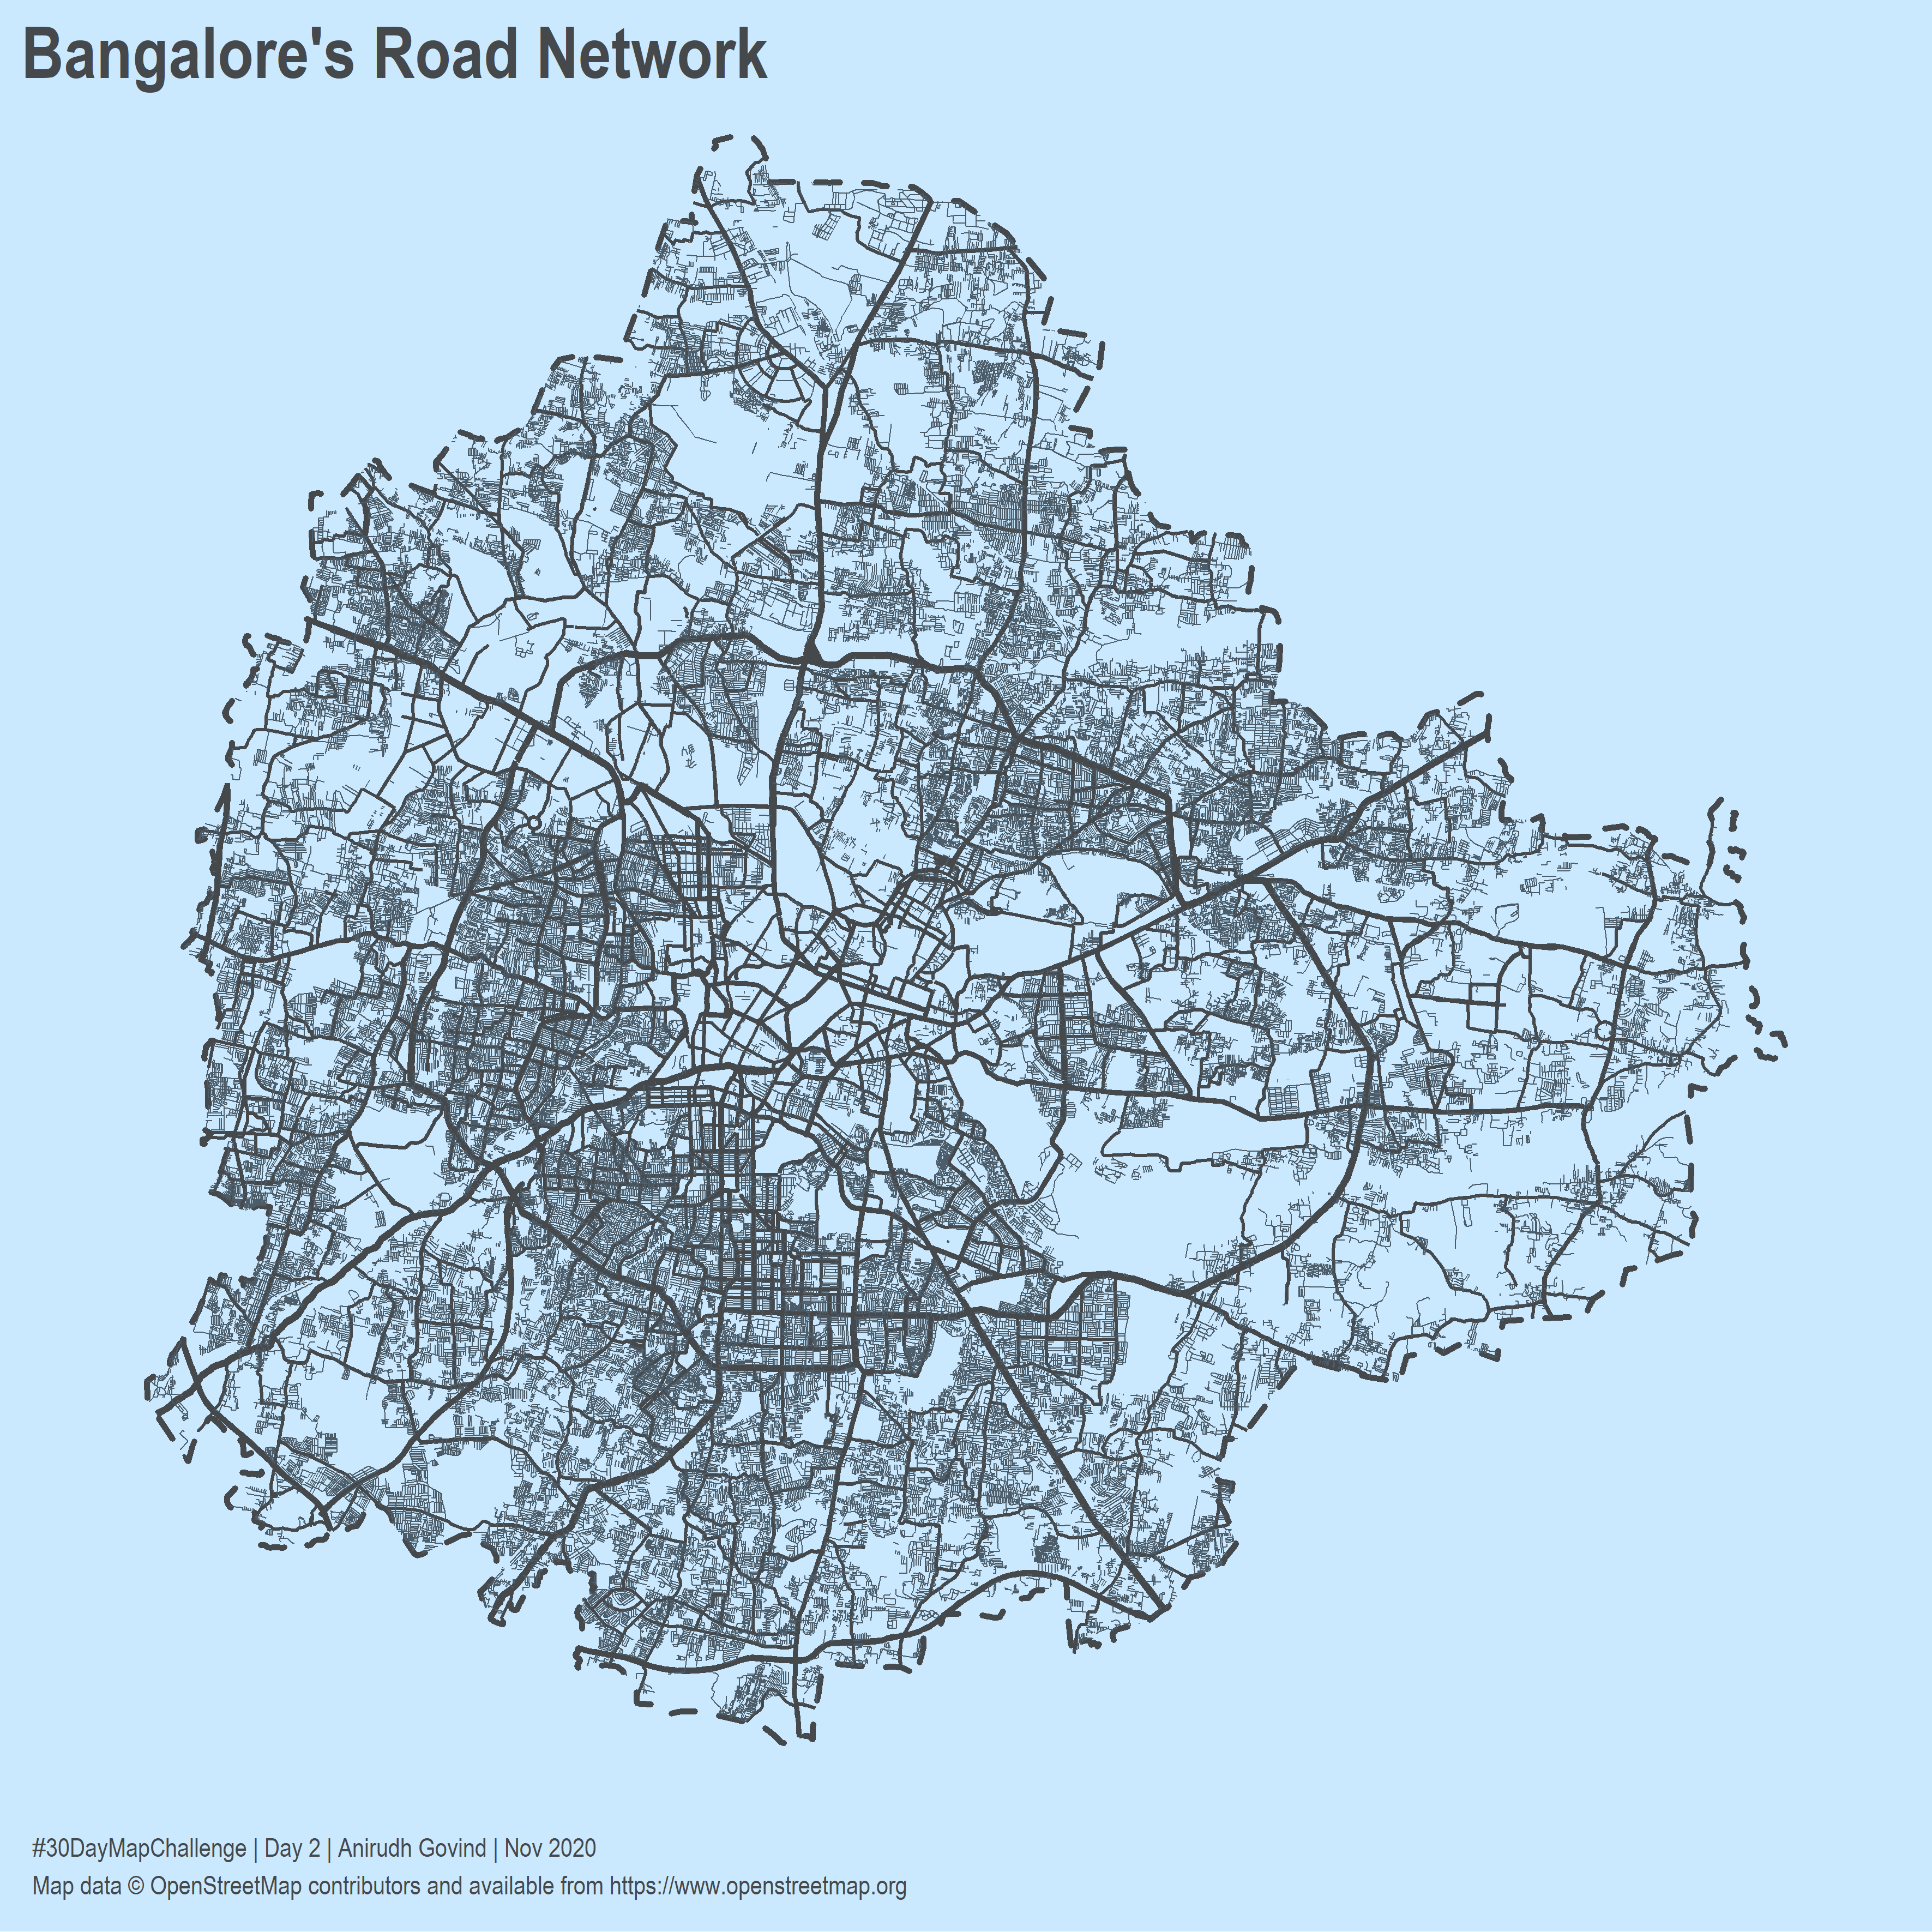 Bangalore's Road Network
#30DayMapChallenge | Day 2 | Anirudh Govind | Nov 2020
Map data © OpenStreetMap contributors and available from https://www.openstreetmap.org